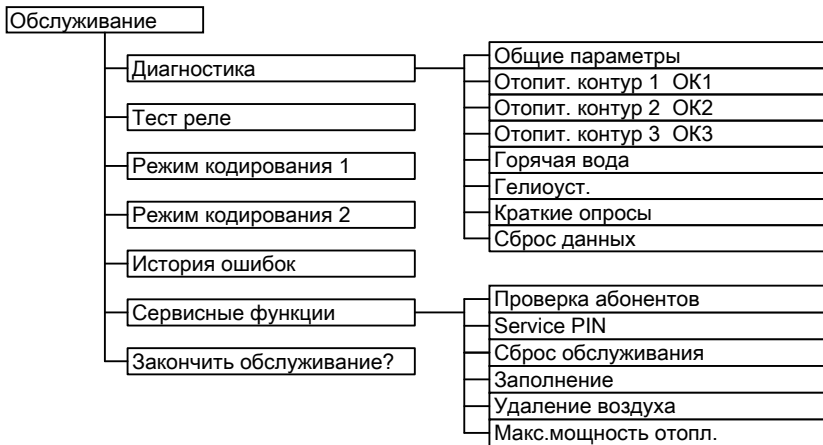 Обслуживание
Диагностика
Общие параметры
Отопит. контур 1 ОК1
Отопит. контур 2 ОК2
Отопит. контур 3 ОК3
Горячая вода
Гелиоуст.
Краткие опросы
Сброс данных
Тест реле
Режим кодирования 1
Режим кодирования 2
История ошибок
Сервисные функции
Проверка абонентов
Service PIN
Сброс обслуживания
Заполнение
Удаление воздуха
Макс.мощность отопл.
Закончить обслуживание?